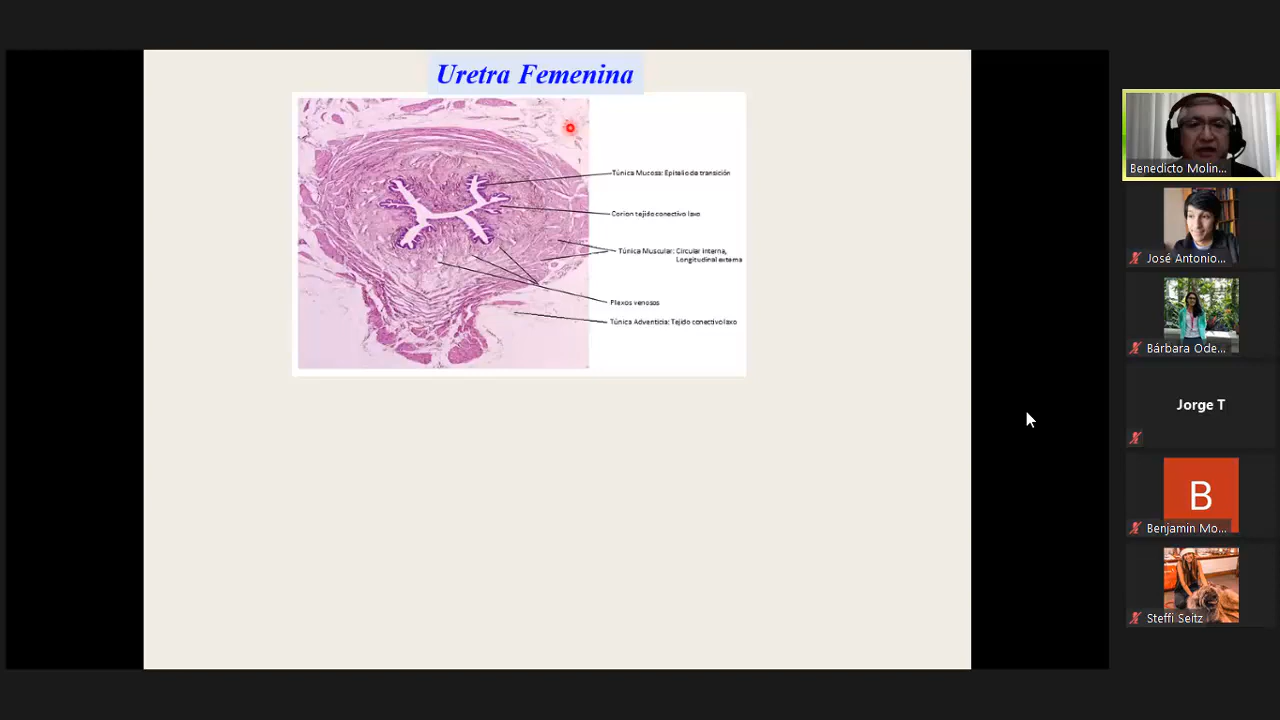 Uretra Femenina
Túnica Mucosa: Epitelio de transición
Corion tejido conectivo laxo
Túnica Muscular: Circular interna,
Longitudinal externa
Plexos venosos
Túnica Adventicia: Tejido conectivo laxo
Benedicto Molin...
José Antonio...
Bárbara Ode...
Jorge T
B
Benjamin Mo...
Steffi Seitz